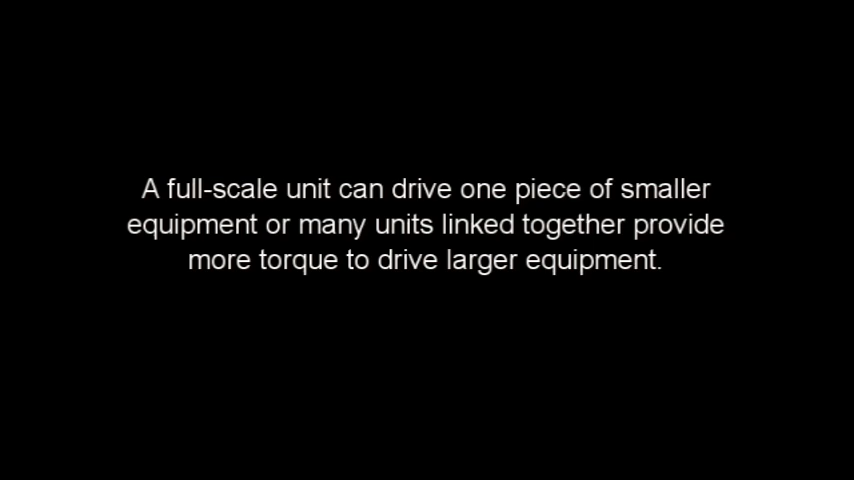 A full-scale unit can drive one piece of smaller
equipment or many units linked together provide
more torque to drive larger equipment.